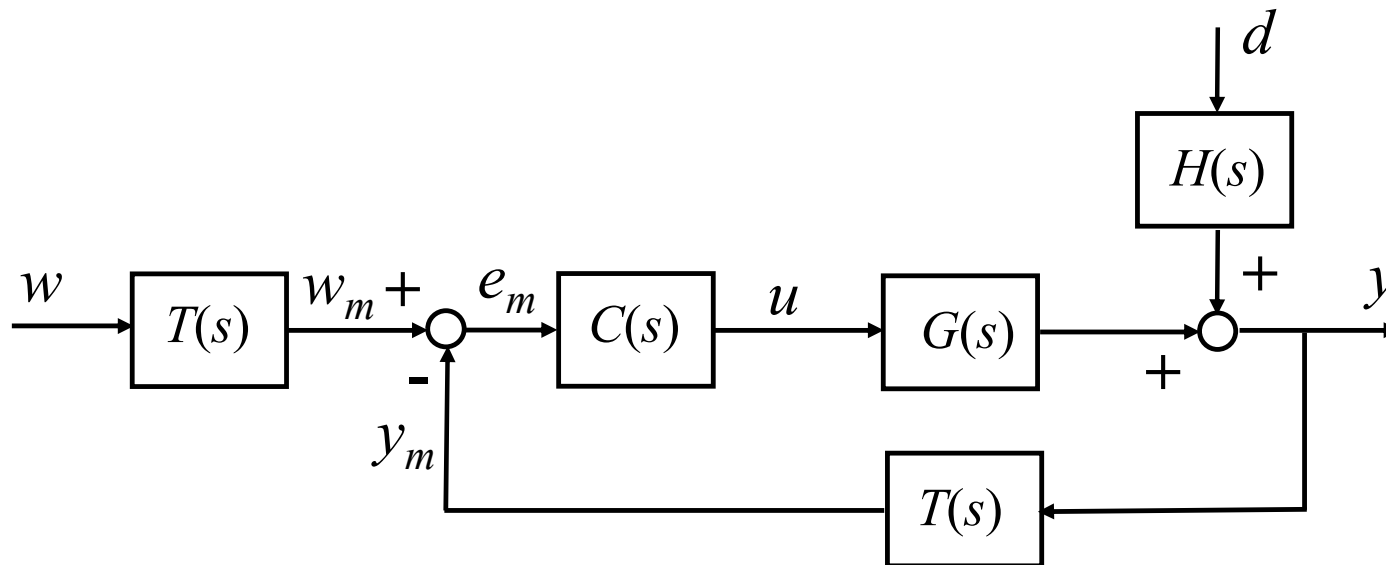 d
H(s)
+
w
T(s)
w_m +
e_m
C(s)
u
G(s)
+
y
-
y_m
T(s)